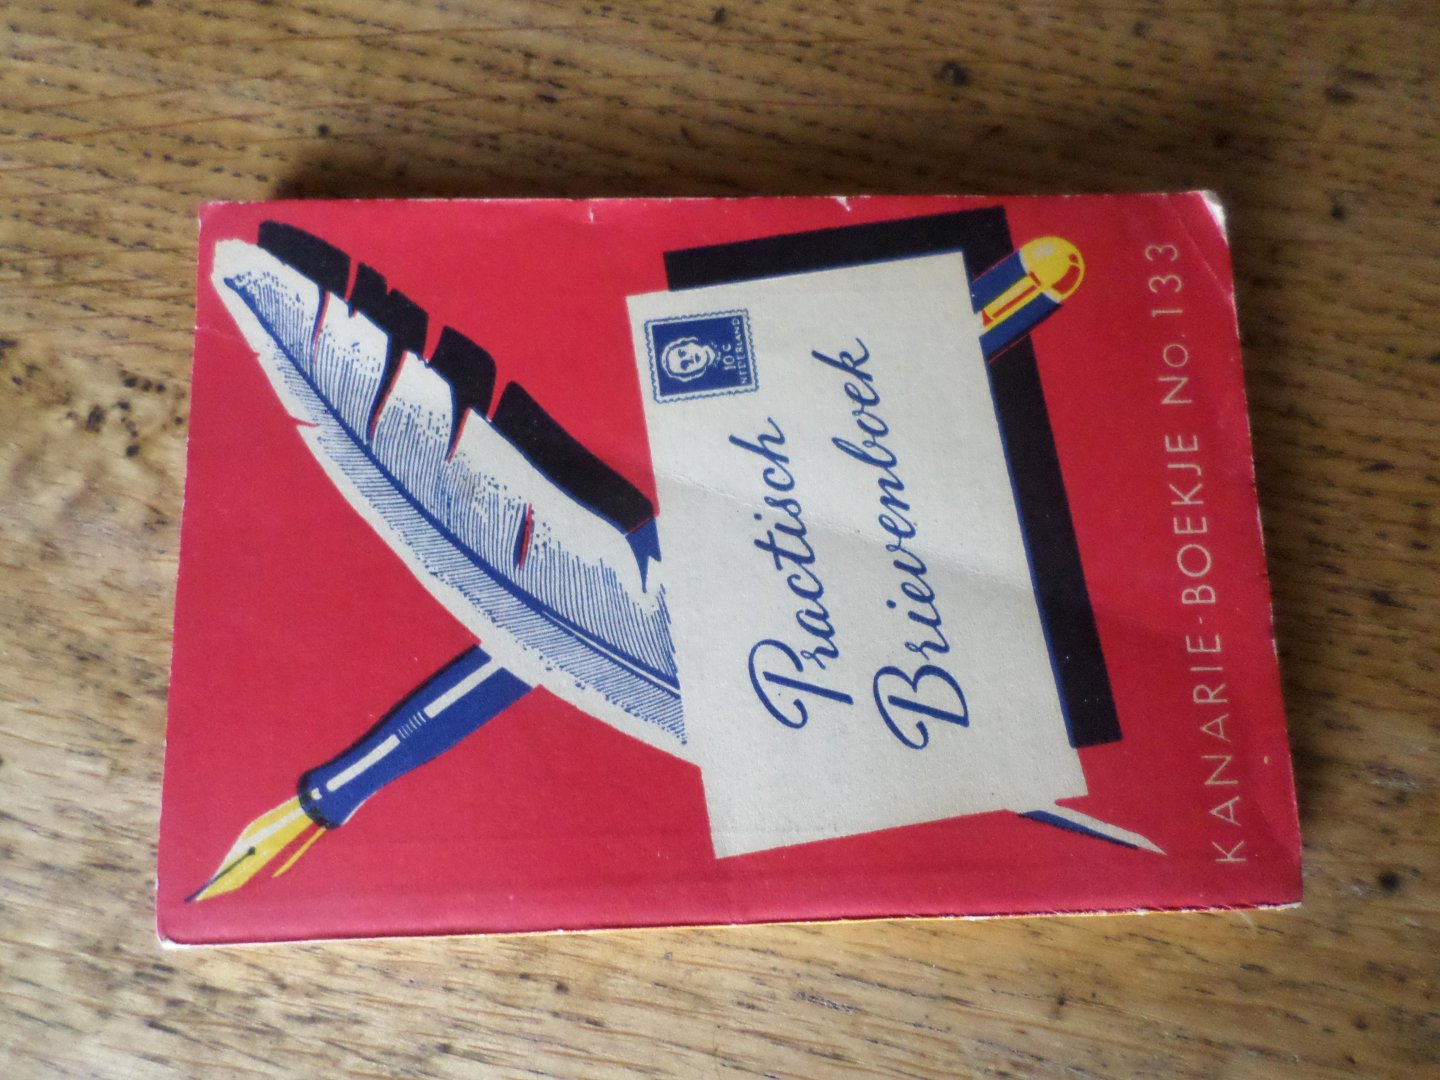 10 c
NEDERLAND
Practisch
Brievenboek
KANARIE-BOEKJE No. 133